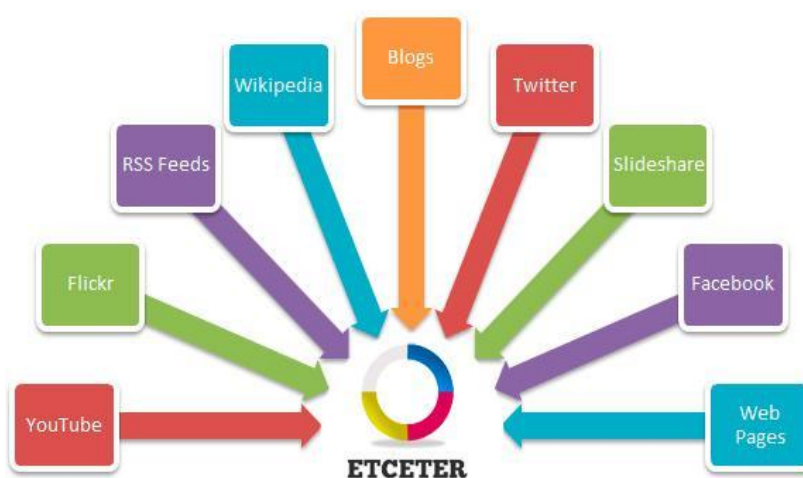 Blogs
Wikipedia
Twitter
RSS Feeds
Slideshare
Flickr
Facebook
YouTube
Web
Pages
ETCETER